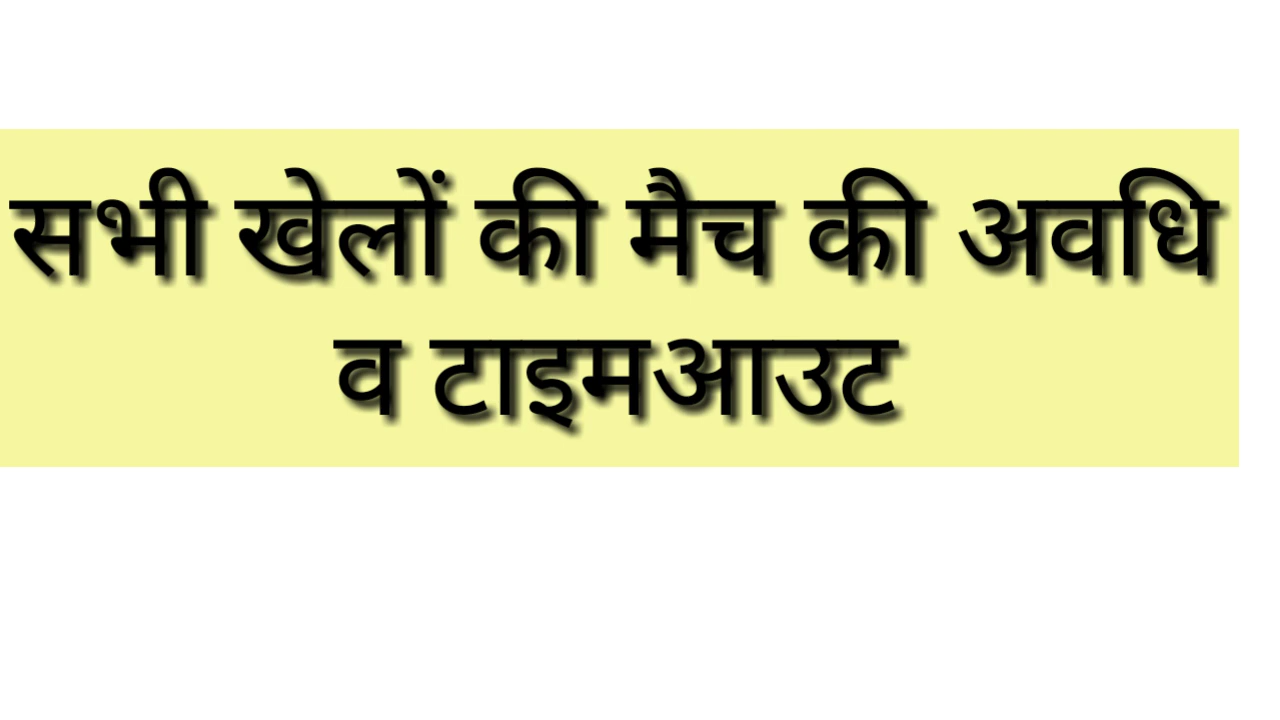 सभी खेलों की मैच की अवधि
व टाइमआउट